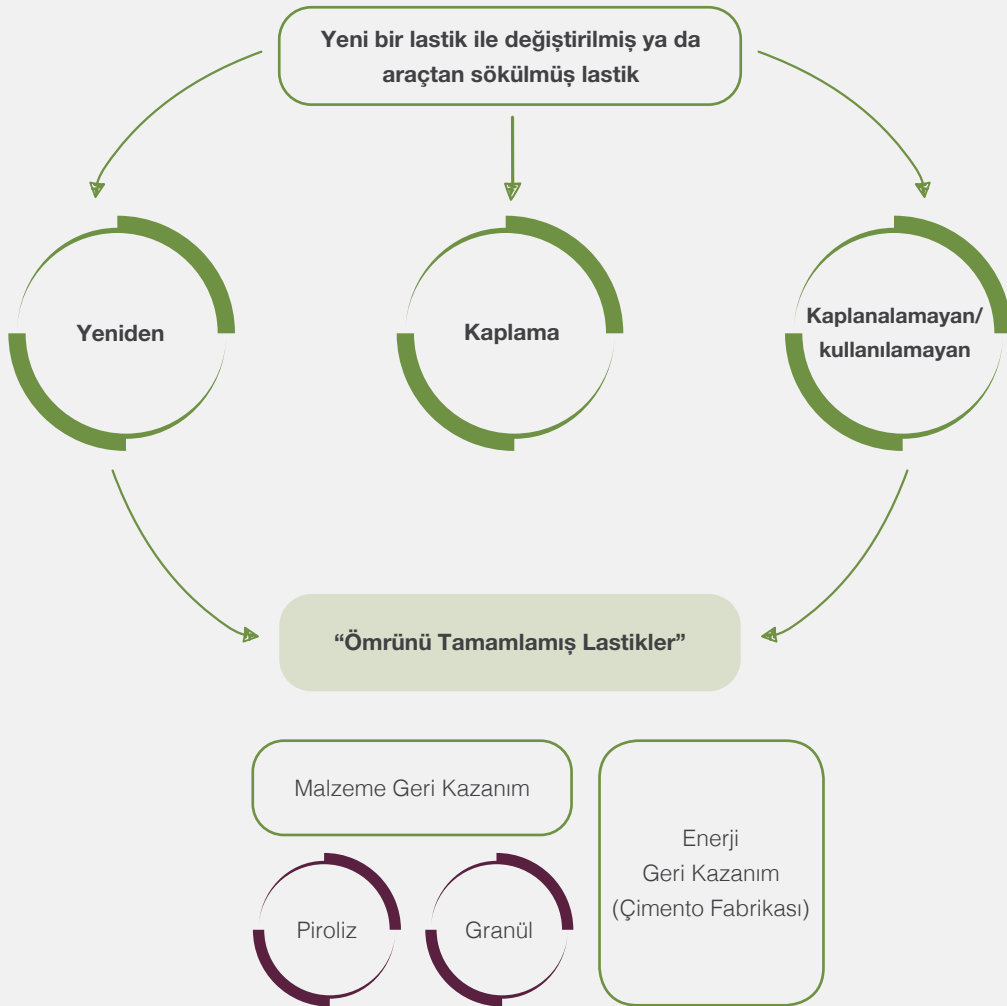 Yeni bir lastik ile değiştirilmiş ya da
araçtan sökülmüş lastik
Yeniden
Kaplama
Kaplanalamayan/
kullanılamayan
“Ömrünü Tamamlamış Lastikler”
Malzeme Geri Kazanım
Piroliz
Granül
Enerji
Geri Kazanım
(Çimento Fabrikası)